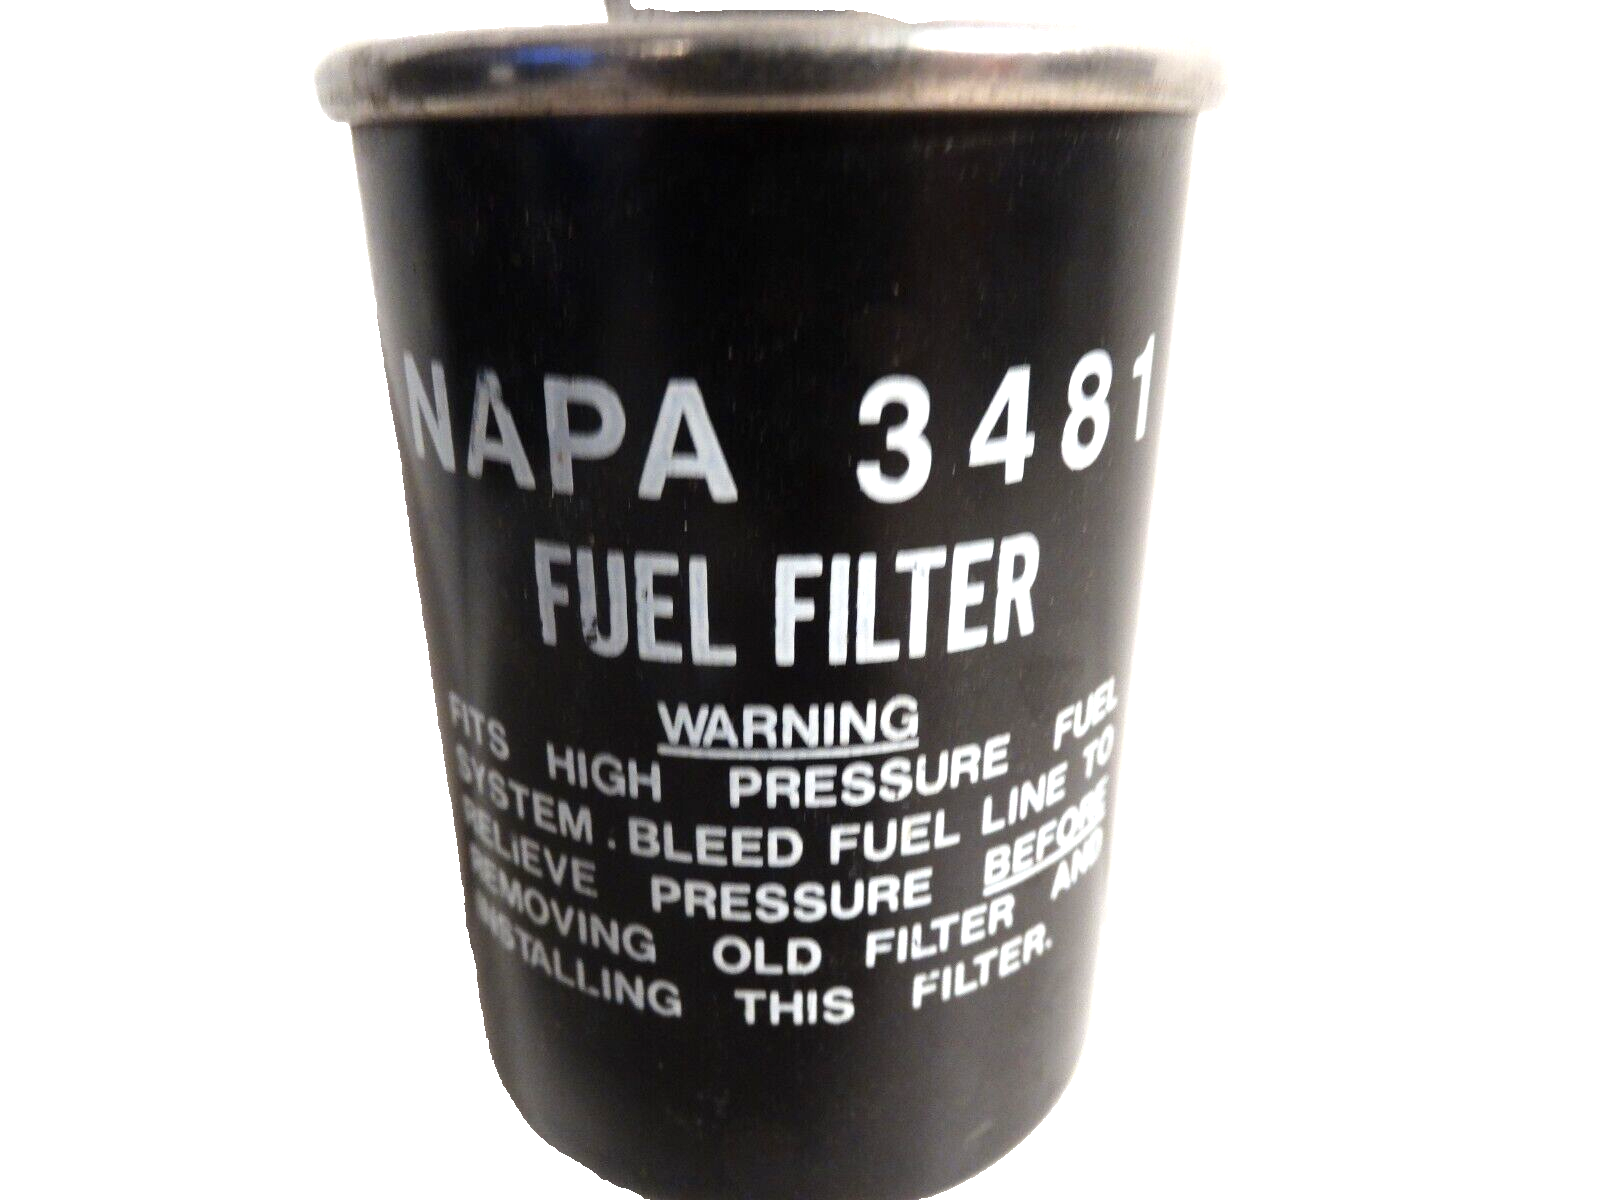 NAPA 3481
FUEL FILTER
WARNING
FITS HIGH PRESSURE FUEL
SYSTEM. BLEED FUEL LINE TO
RELIEVE PRESSURE BEFORE
REMOVING OLD FILTER AND
INSTALLING THIS FILTER.